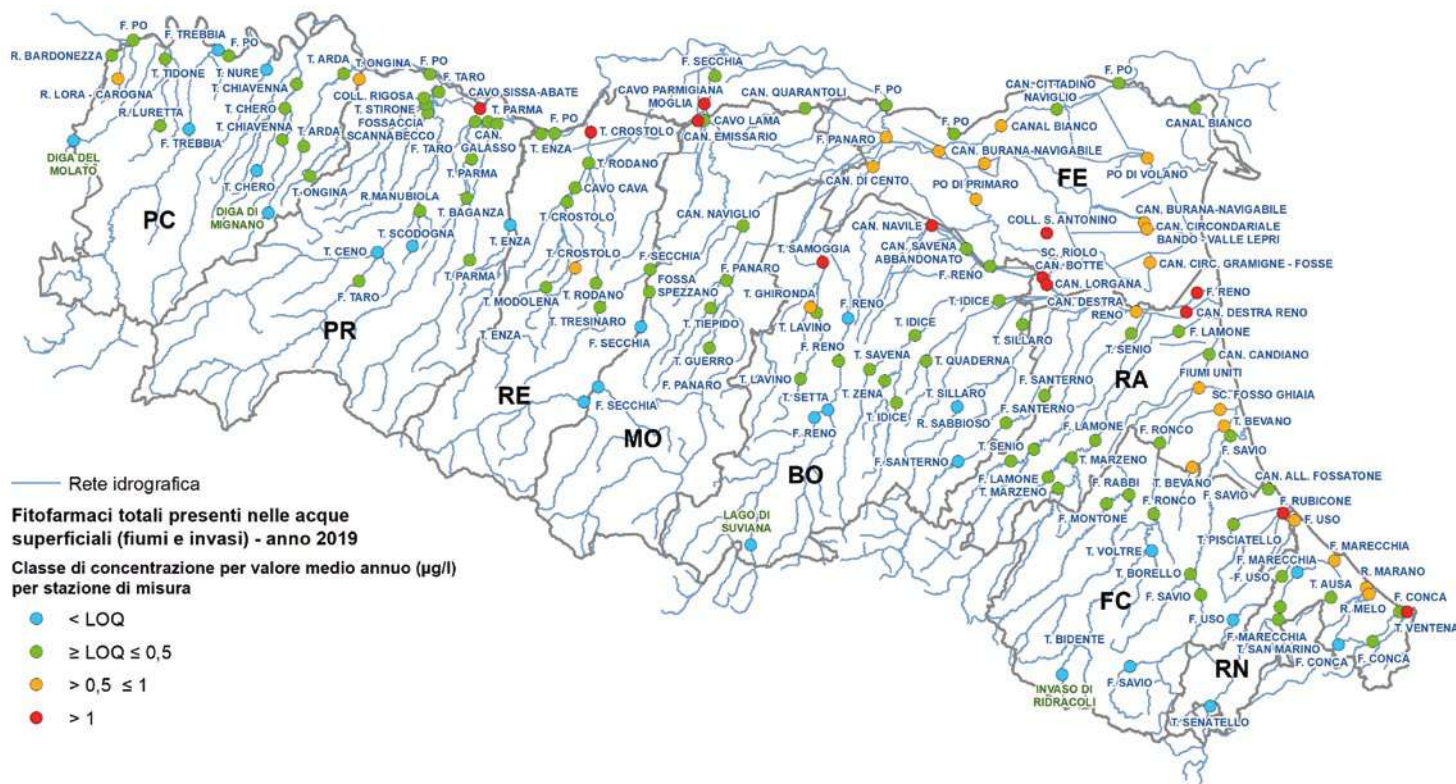 F. PO
F. TREBBIA
F. PO
R. BARDONEZZA
T. TIDONE
T. NURE
T. ARDA
T. ONGINA
F. PO
F. TARO
F. SECCHIA
R. LORA - CAROGNA
T. CHIAVENNA
COLL. RIGOSA
CAVO SISSA-ABATE
CAVO PARMIGIANA
MOGLIA
CAN. QUARANTOLI
F. PO
CAN. CITTADINO
NAVIGLIO
F. PO
R. LURETTA
T. CHERO
T. STIRONE
T. PARMA
F. PO
CAVO LAMA
CANAL BIANCO
CANAL BIANCO
T. CHIAVENNA
FOSSACCIA
SCANNABECCO
CAN.
GALASSO
T. ENZA
T. CROSTOLO
CAN. EMISSARIO
F. PANARO
F. PO
DIGA DEL
MOLATO
F. TREBBIA
T. ARDA
F. TARO
T. RODANO
CAN. BURANA-NAVIGABILE
T. CHERO
T. ONGINA
T. PARMA
CAVO CAVA
CAN. DI CENTO
PO DI PRIMARO
FE
PO DI VOLANO
PC
DIGA DI
MIGNANO
R. MANUBIOLA
T. BAGANZA
T. CROSTOLO
CAN. NAVIGLIO
CAN. NAVILE
COLL. S. ANTONINO
CAN. BURANA-NAVIGABILE
CAN. CIRCONDARIALE
BANDO - VALLE LEPRI
T. CENO
T. SCODOGNA
T. ENZA
T. CROSTOLO
F. SECCHIA
T. SAMOGGIA
CAN. SAVENA
ABBANDONATO
SC. RIOLO
CAN. BOTTE
CAN. CIRC. GRAMIGNE - FOSSE
F. TARO
T. PARMA
FOSSA
SPEZZANO
F. PANARO
F. RENO
CAN. LORGANA
F. RENO
T. MODOLENA
T. RODANO
T. GHIRONDA
F. RENO
T. IDICE
CAN. DESTRA
RENO
CAN. DESTRA RENO
PR
T. ENZA
T. TRESINARO
T. TIEPIDO
T. LAVINO
T. IDICE
T. SILLARO
T. SENIO
F. LAMONE
F. SECCHIA
T. GUERRO
F. RENO
T. SAVENA
T. QUADERNA
CAN. CANDIANO
F. PANARO
T. LAVINO
RA
FIUMI UNITI
RE
F. SECCHIA
T. SETTA
T. ZENA
T. SILLARO
F. SANTERNO
SC. FOSSO GHIAIA
MO
F. RENO
T. IDICE
R. SABBIOSO
F. SANTERNO
T. BEVANO
F. LAMONE
F. RONCO
F. SAVIO
BO
F. SANTERNO
T. SENIO
T. MARZENO
F. LAMONE
T. MARZENO
F. RABBI
T. BEVANO
CAN. ALL. FOSSATONE
F. RONCO
F. SAVIO
F. RUBICONE
LAGO DI
SUVIANA
F. MONTONE
F. USO
T. PISCIATELLO
T. VOLTRE
F. MARECCHIA
F. MARECCHIA
T. BORELLO
F. USO
T. AUSA
R. MARANO
FC
F. SAVIO
R. MELO
F. CONCA
F. USO
T. VENTENA
T. BIDENTE
F. MARECCHIA
T. SAN MARINO
F. CONCA
F. CONCA
RN
INVASO DI
RIDRACOLI
F. SAVIO
T. SENATELLO
Rete idrografica
Fitofarmaci totali presenti nelle acque
superficiali (fiumi e invasi) - anno 2019
Classe di concentrazione per valore medio annuo (µg/l)
per stazione di misura
< LOQ
≥ LOQ ≤ 0,5
> 0,5 ≤ 1
> 1